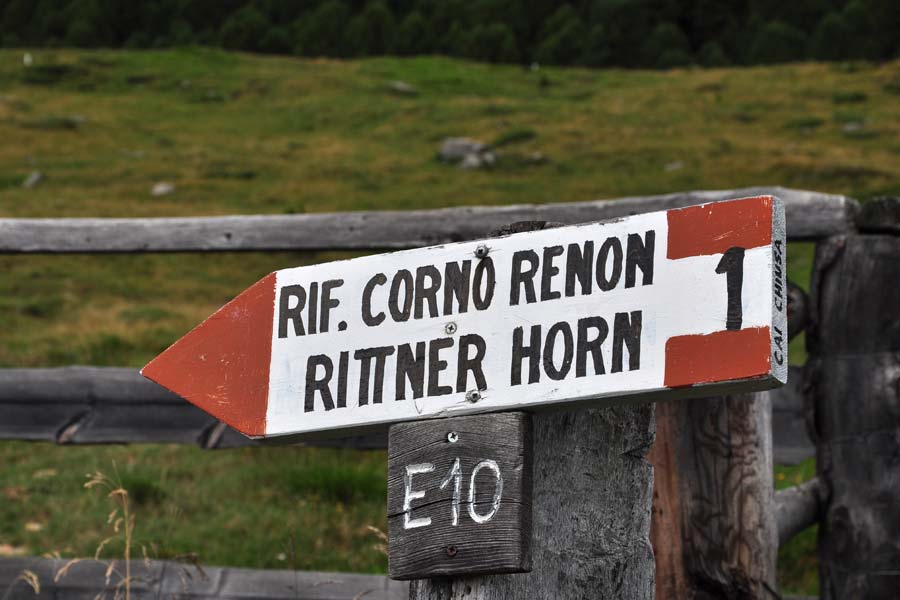 RIF. CORNO RENON
RITTNER HORN
1
CAI CHIUSA
E10